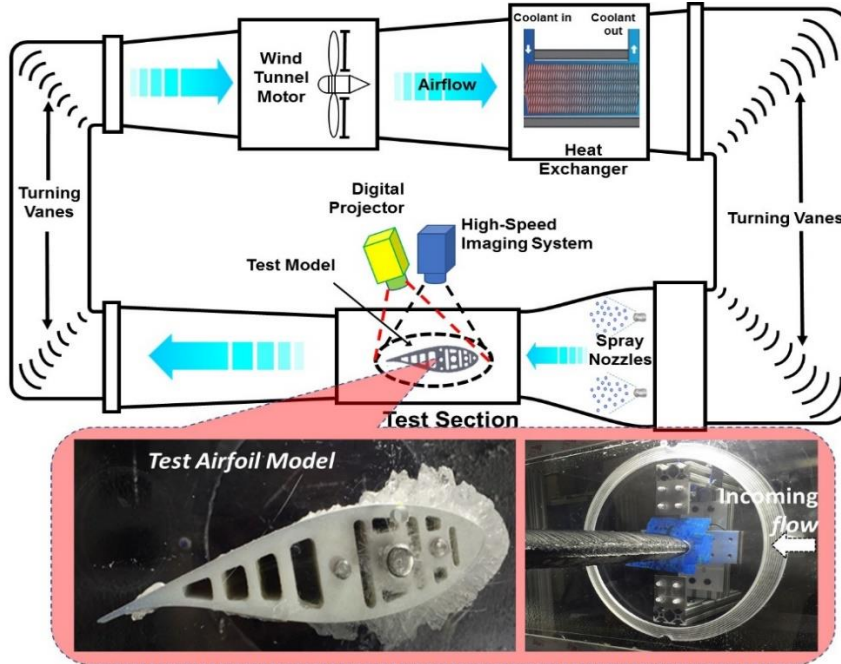 Coolant in
Coolant
out
Wind
Tunnel
Motor
Airflow
Heat
Exchanger
Turning
Vanes
Turning Vanes
Digital
Projector
High-Speed
Imaging System
Test Model
Spray
Nozzles
Test Section
Test Airfoil Model
Incoming
flow